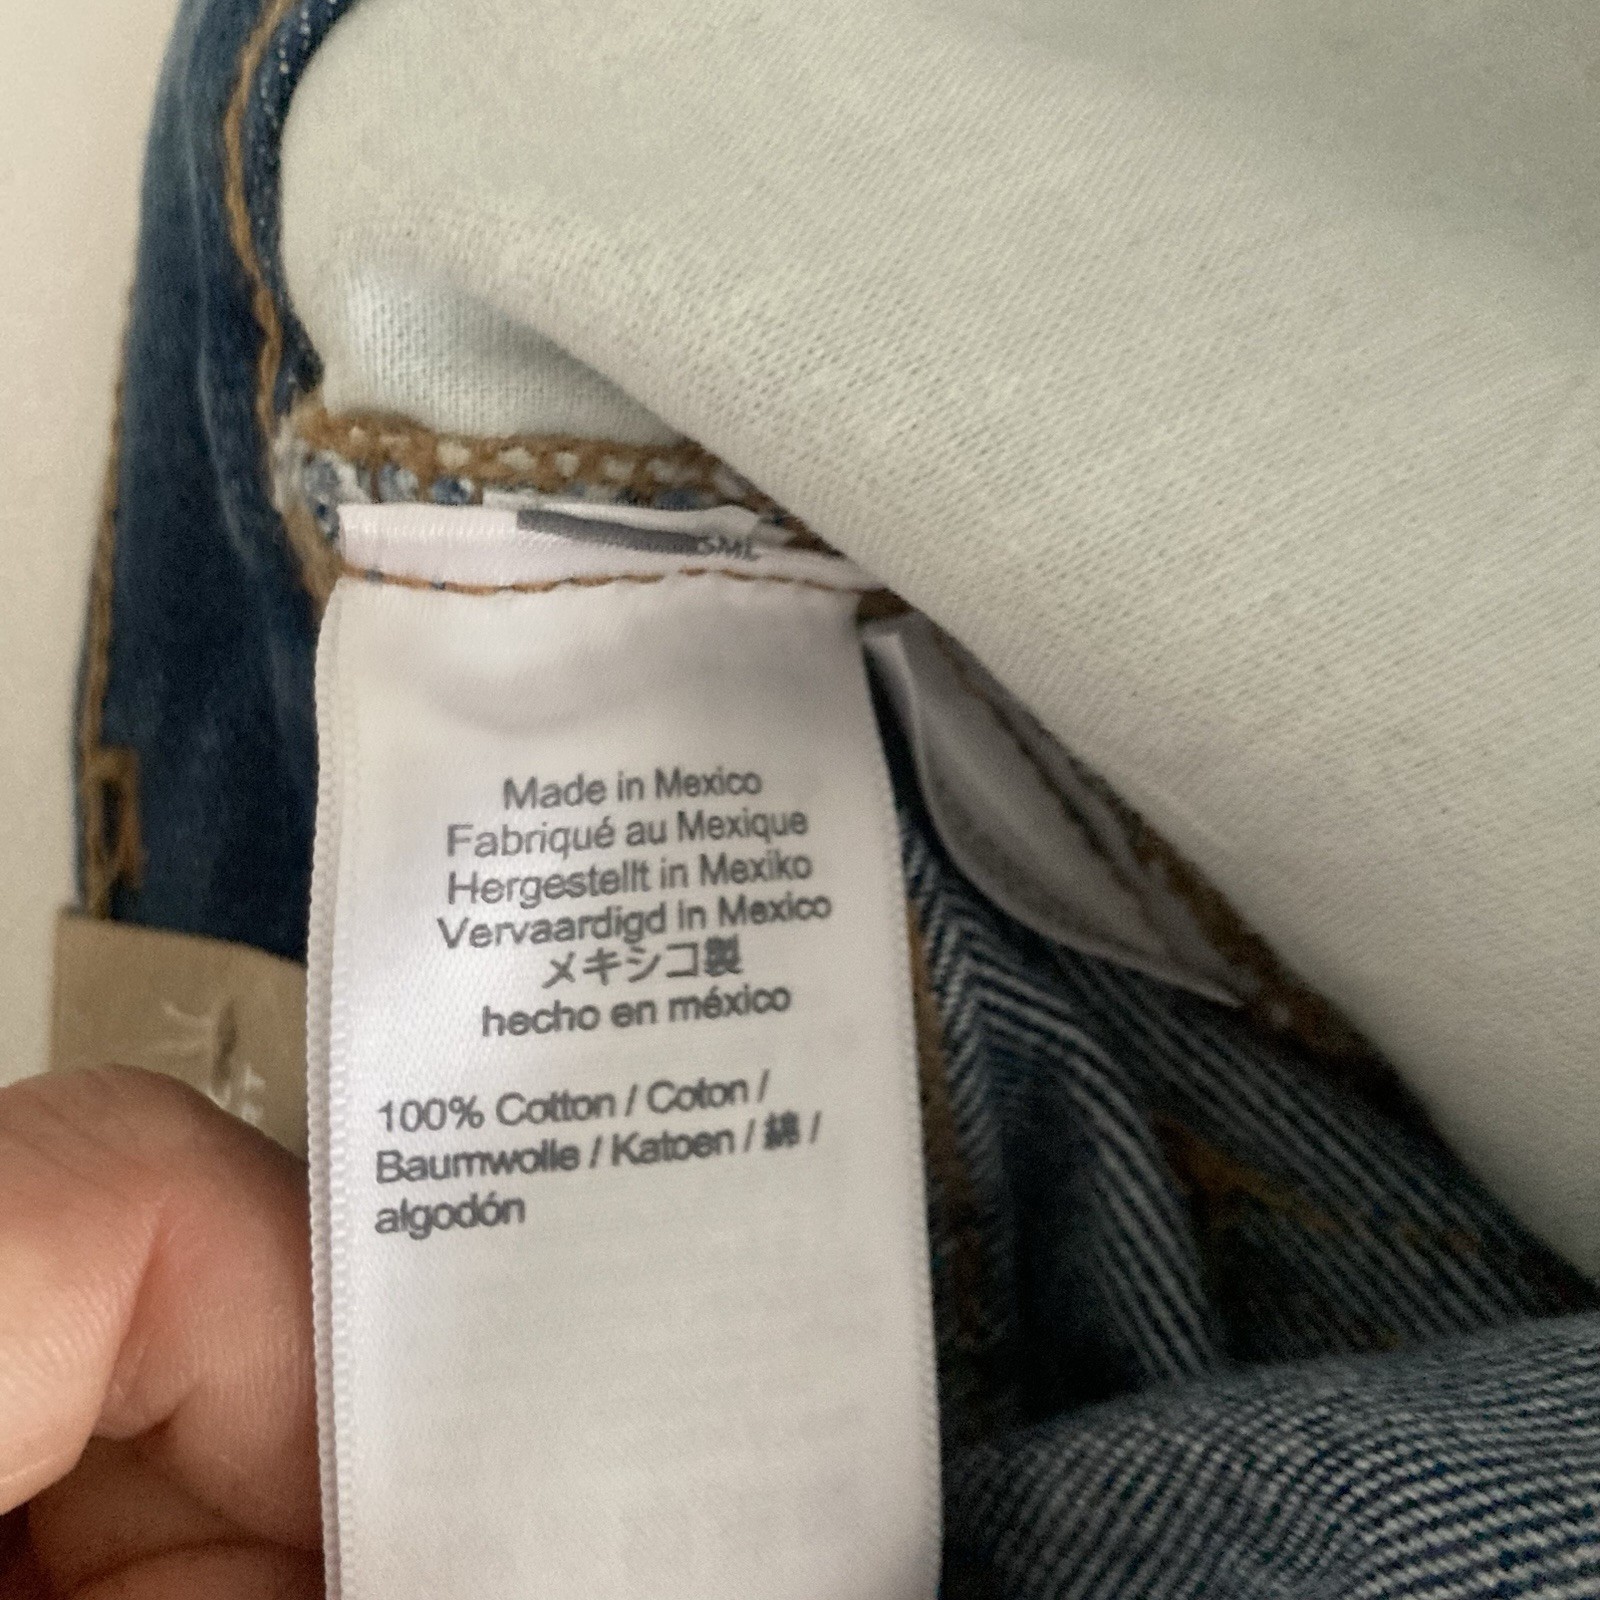 SML
Made in Mexico
Fabriqué au Mexique
Hergestellt in Mexiko
Vervaardigd in Mexico
メキシコ製
hecho en méxico
100% Cotton / Coton /
Baumwolle / Katoen / 綿 /
algodón